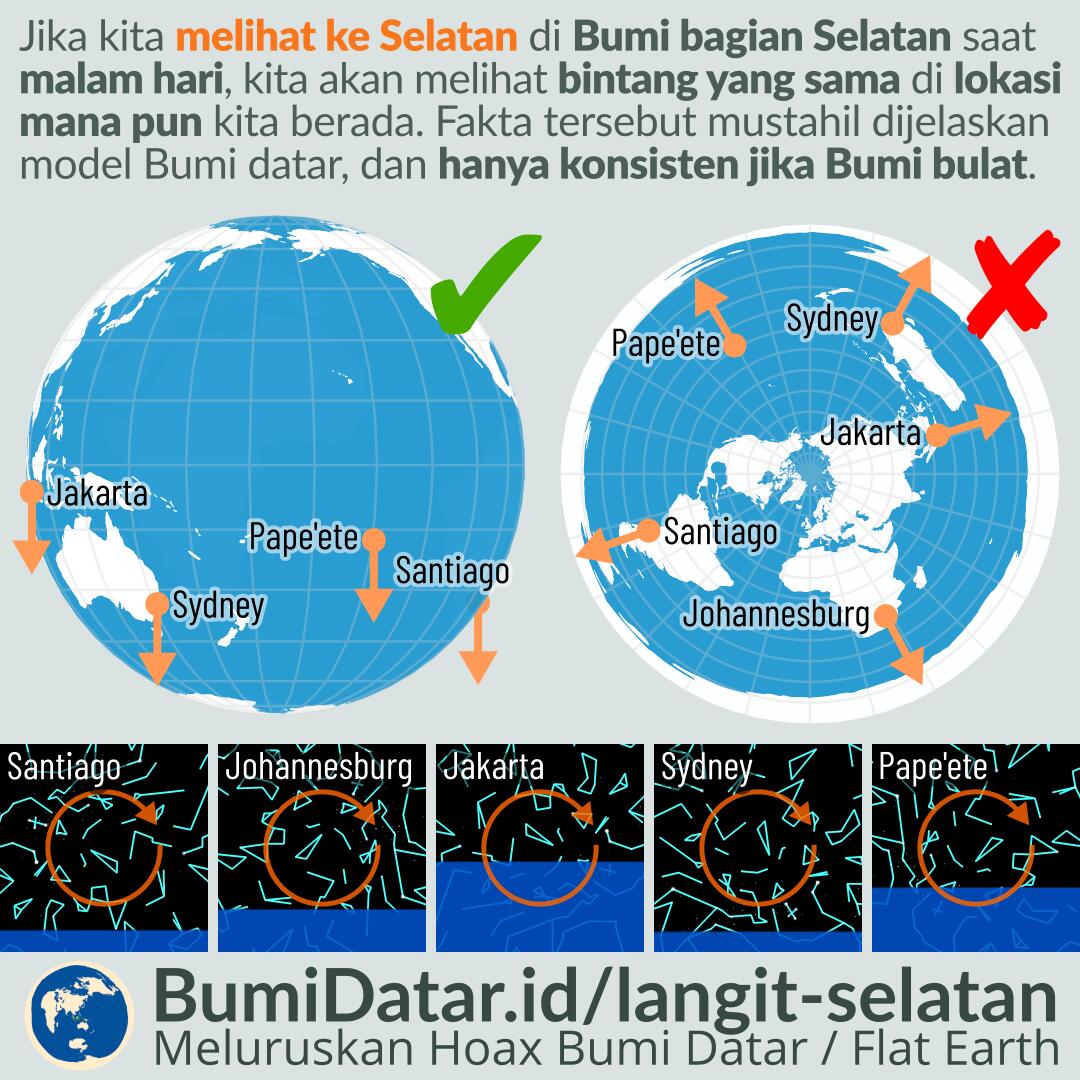 Jika kita melihat ke Selatan di Bumi bagian Selatan saat
malam hari, kita akan melihat bintang yang sama di lokasi
mana pun kita berada. Fakta tersebut mustahil dijelaskan
model Bumi datar, dan hanya konsisten jika Bumi bulat.
Jakarta
Pape'ete
Santiago
Sydney
Pape'ete
Sydney
Jakarta
Santiago
Johannesburg
Santiago
Johannesburg
Jakarta
Sydney
Pape'ete
BumiDatar.id/langit-selatan
Meluruskan Hoax Bumi Datar / Flat Earth